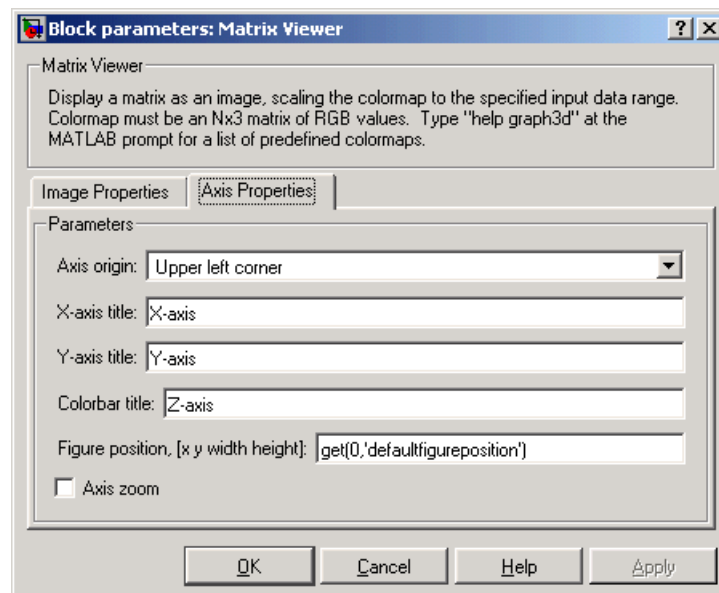 Block parameters: Matrix Viewer
Matrix Viewer
Display a matrix as an image, scaling the colormap to the specified input data range.
Colormap must be an Nx3 matrix of RGB values. Type "help graph3d" at the
MATLAB prompt for a list of predefined colormaps.
Image Properties Axis Properties
Parameters
Axis origin: Upper left corner
X-axis title: X-axis
Y-axis title: Y-axis
Colorbar title: Z-axis
Figure position, [x y width height]: get(0,'defaultfigureposition')
Axis zoom
OK Cancel Help Apply